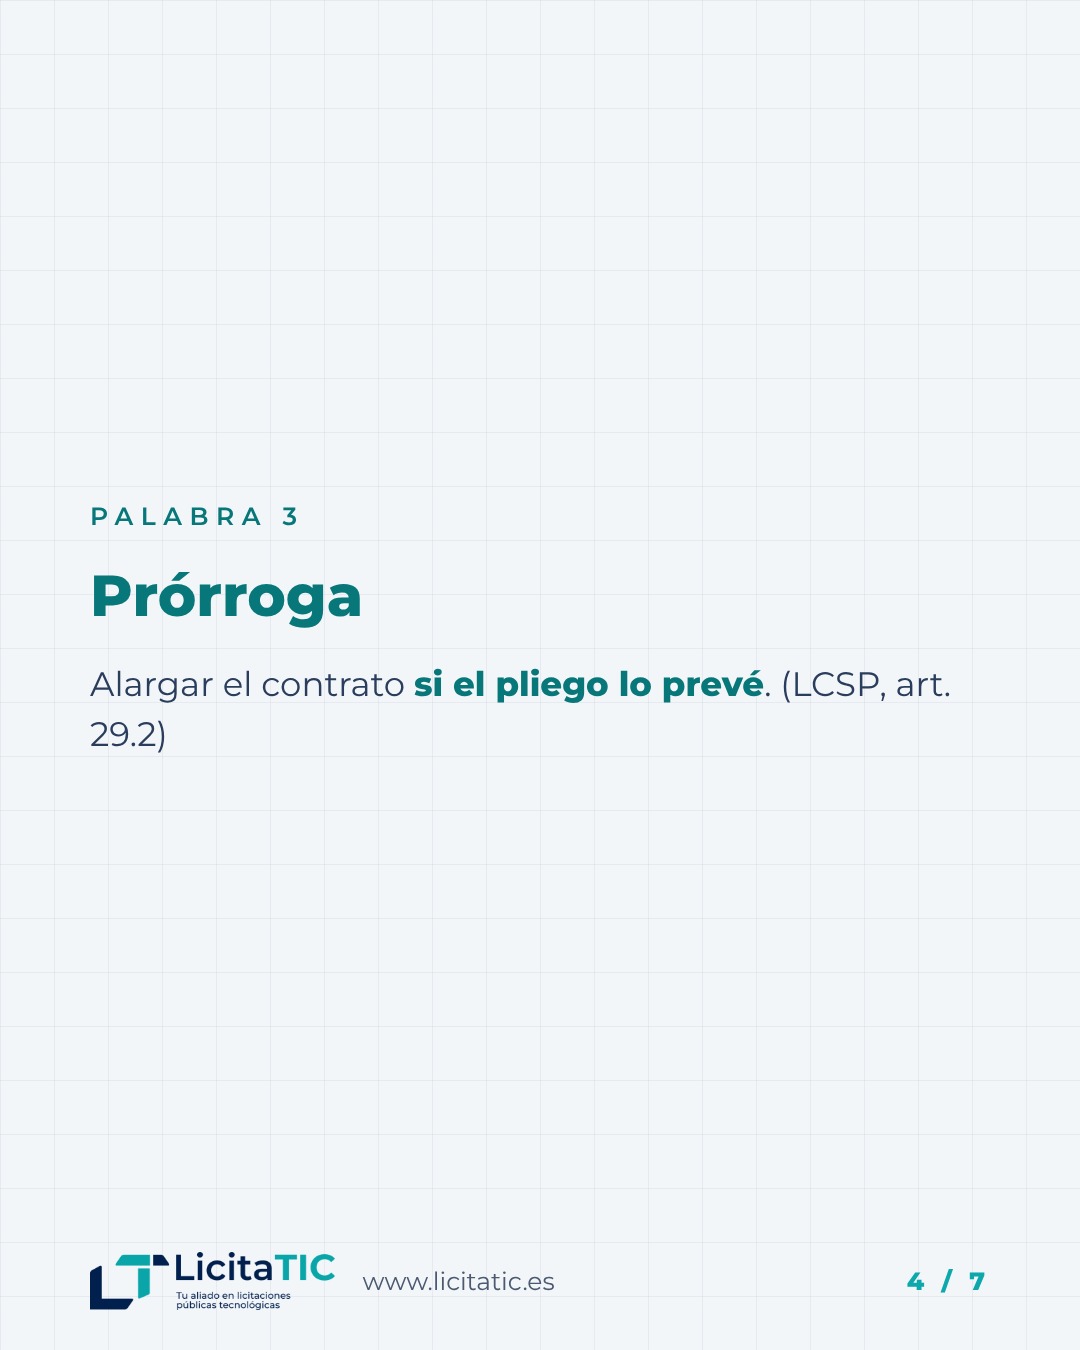 PALABRA 3
Prórroga
Alargar el contrato si el pliego lo prevé. (LCSP, art.
29.2)
LicitaTIC
Tu aliado en licitaciones
públicas tecnológicas
www.licitatic.es
4 / 7